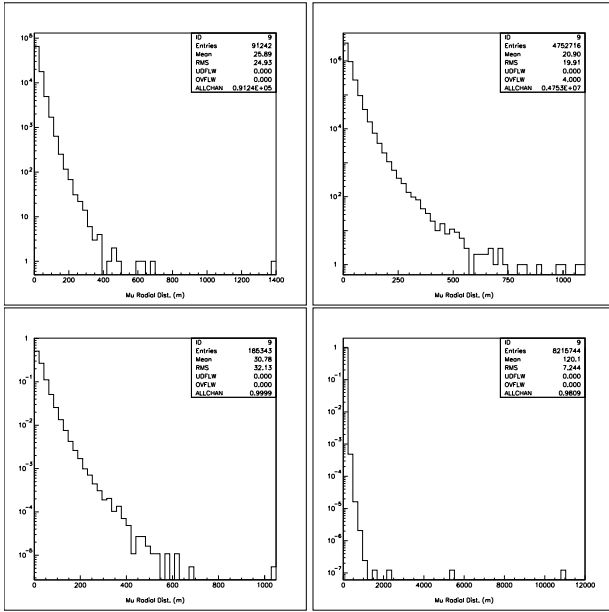 ID 9
Entries 91242
Mean 25.89
RMS 24.93
UDFLW 0.000
OVFLW 0.000
ALLCHAN 0.9124E+05
10^5
10^4
10^3
10^2
10
1
0 200 400 600 800 1000 1200 1400
Mu Radial Dist. (m)
ID 9
Entries 4752716
Mean 20.90
RMS 19.91
UDFLW 0.000
OVFLW 4.000
ALLCHAN 0.4753E+07
10^6
10^4
10^2
1
0 250 500 750 1000
Mu Radial Dist. (m)
ID 9
Entries 185343
Mean 30.78
RMS 32.13
UDFLW 0.000
OVFLW 0.000
ALLCHAN 0.9999
1
10^-1
10^-2
10^-3
10^-4
10^-5
0 200 400 600 800 1000
Mu Radial Dist. (m)
ID 9
Entries 8215744
Mean 120.1
RMS 7.244
UDFLW 0.000
OVFLW 0.000
ALLCHAN 0.9809
1
10^-1
10^-2
10^-3
10^-4
10^-5
10^-6
10^-7
0 2000 4000 6000 8000 10000 12000
Mu Radial Dist. (m)